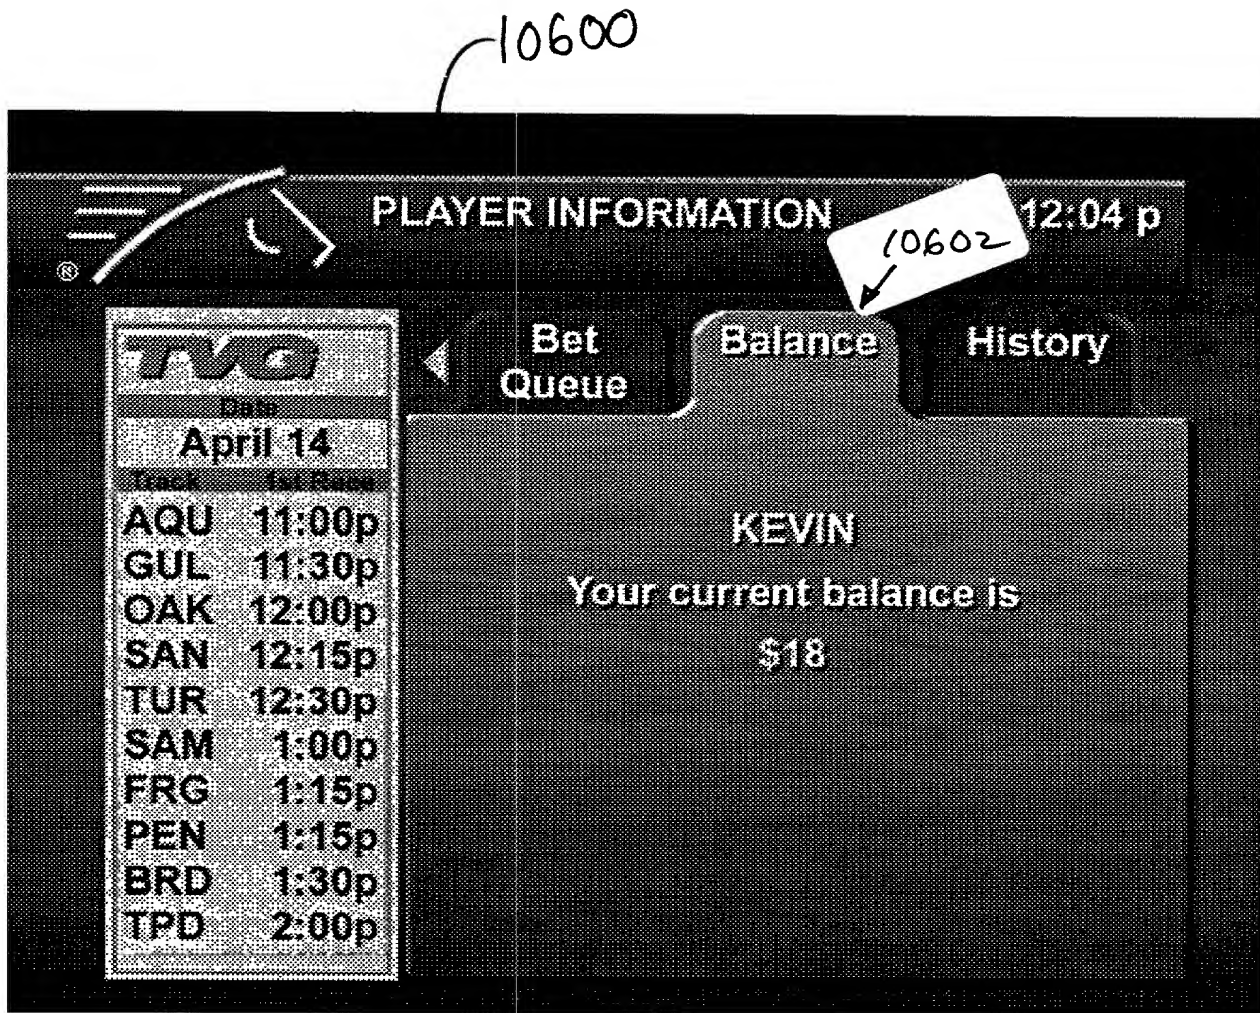 10600
PLAYER INFORMATION
12:04 p
10602
®
TVG
Date
April 14
Track 1st Race
AQU 11:00p
GUL 11:30p
OAK 12:00p
SAN 12:15p
TUR 12:30p
SAM 1:00p
FRG 1:15p
PEN 1:15p
BRD 1:30p
TPD 2:00p
Bet
Queue
Balance
History
KEVIN
Your current balance is
$18